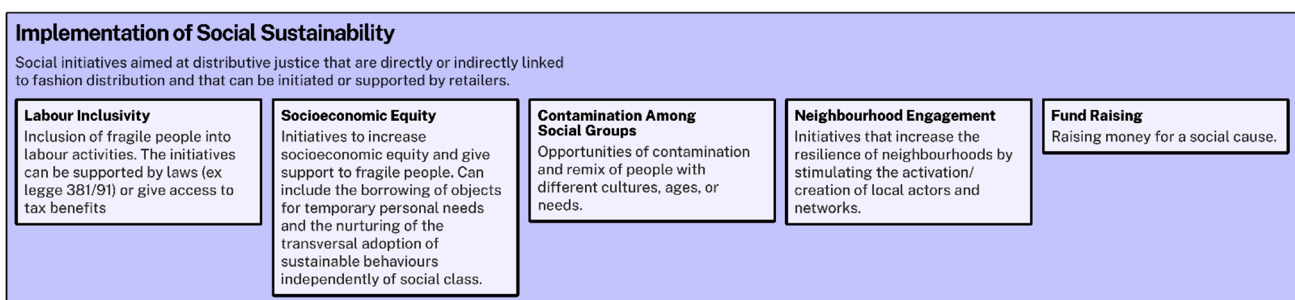 Implementation of Social Sustainability
Social initiatives aimed at distributive justice that are directly or indirectly linked
to fashion distribution and that can be initiated or supported by retailers.
Labour Inclusivity
Inclusion of fragile people into
labour activities. The initiatives
can be supported by laws (ex
legge 381/91) or give access to
tax benefits
Socioeconomic Equity
Initiatives to increase
socioeconomic equity and give
support to fragile people. Can
include the borrowing of objects
for temporary personal needs
and the nurturing of the
transversal adoption of
sustainable behaviours
independently of social class.
Contamination Among
Social Groups
Opportunities of contamination
and remix of people with
different cultures, ages, or
needs.
Neighbourhood Engagement
Initiatives that increase the
resilience of neighbourhoods by
stimulating the activation/
creation of local actors and
networks.
Fund Raising
Raising money for a social cause.